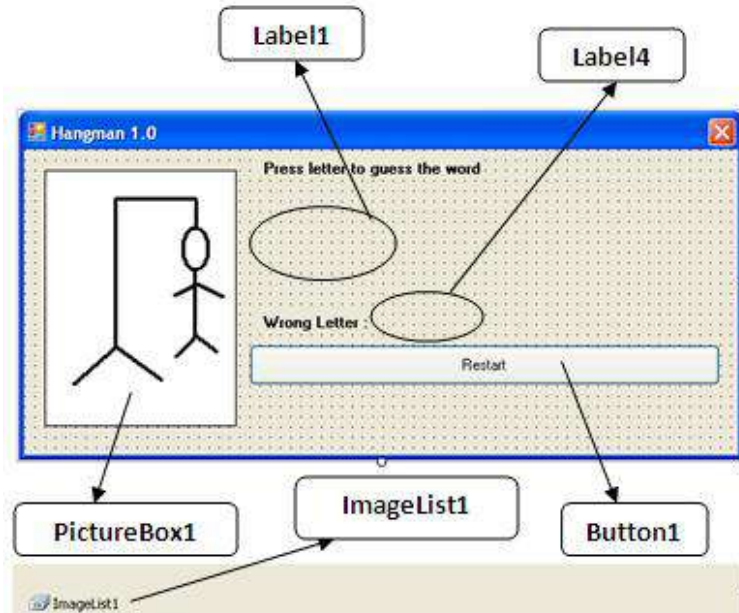 Label1
Label4
Hangman 1.0
Press letter to guess the word
Wrong Letter :
Restart
ImageList1
PictureBox1
Button1
ImageList1